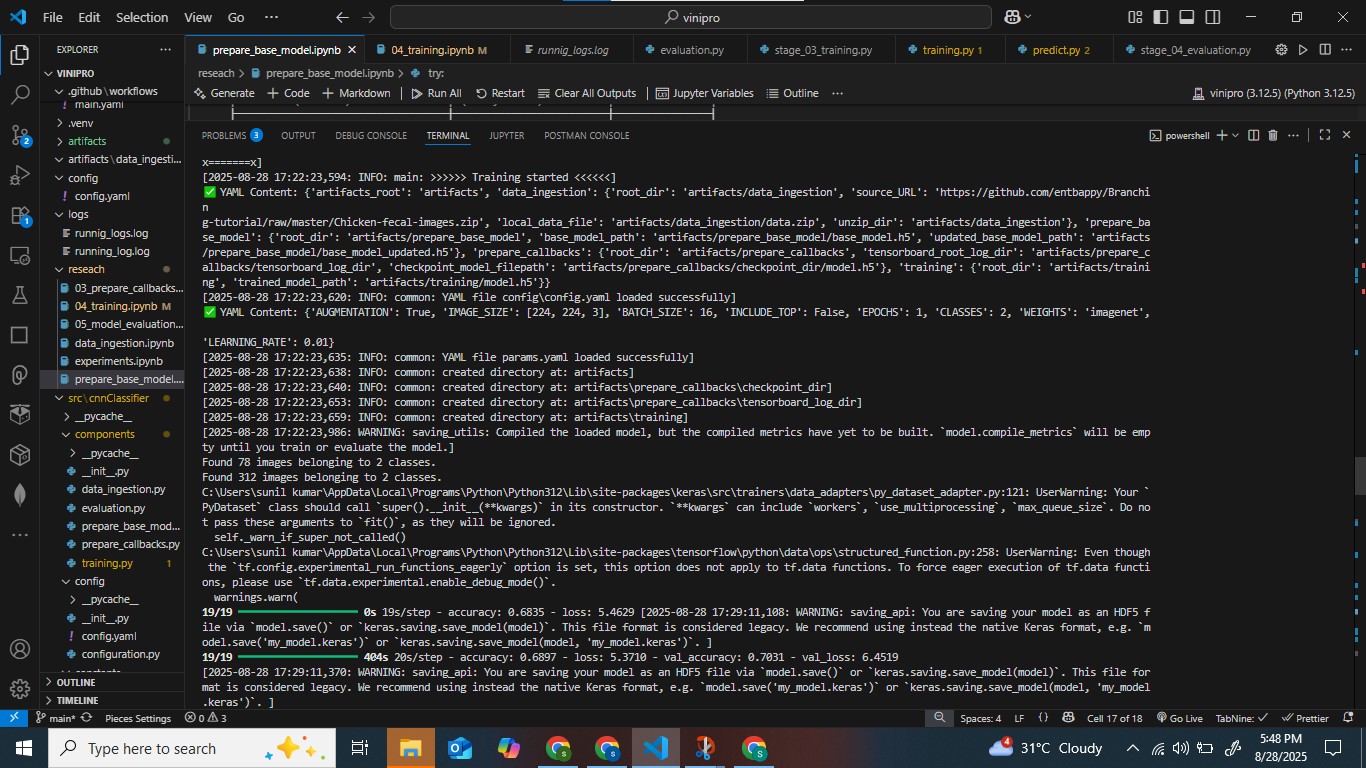 File Edit Selection View Go ··· vinipro
EXPLORER ···
VINIPRO
.github\workflows
main.yaml
.venv
artifacts
artifiacts\data_ingesti...
config
config.yaml
logs
runnig_logs.log
running_log.log
reseach
03_prepare_callbacks...
04_training.ipynb M
05_model_evaluation...
data_ingestion.ipynb
experiments.ipynb
prepare_base_model....
src\cnnClassifier
__pycache__
components
__pycache__
__init__.py
data_ingestion.py
evaluation.py
prepare_base_mod...
prepare_callbacks.py
training.py 1
config
__pycache__
__init__.py
config.yaml
configuration.py
OUTLINE
TIMELINE
prepare_base_model.ipynb 04_training.ipynb M runnig_logs.log evaluation.py stage_03_training.py training.py 1 predict.py 2 stage_04_evaluation.py
reseach > prepare_base_model.ipynb > try:
Generate + Code + Markdown Run All Restart Clear All Outputs Jupyter Variables Outline ··· vinipro (3.12.5) (Python 3.12.5)
PROBLEMS 3 OUTPUT DEBUG CONSOLE TERMINAL JUPYTER POSTMAN CONSOLE powershell
x=======x]
[2025-08-28 17:22:23,594: INFO: main: >>>>>> Training started <<<<<<]
✅ YAML Content: {'artifacts_root': 'artifacts', 'data_ingestion': {'root_dir': 'artifacts/data_ingestion', 'source_URL': 'https://github.com/entbappy/Branchi
n
g-tutorial/raw/master/Chicken-fecal-images.zip', 'local_data_file': 'artifacts/data_ingestion/data.zip', 'unzip_dir': 'artifacts/data_ingestion'}, 'prepare_ba
se_model': {'root_dir': 'artifacts/prepare_base_model', 'base_model_path': 'artifacts/prepare_base_model/base_model.h5', 'updated_base_model_path': 'artifacts
/prepare_base_model/base_model_updated.h5'}, 'prepare_callbacks': {'root_dir': 'artifacts/prepare_callbacks', 'tensorboard_root_log_dir': 'artifacts/prepare_c
allbacks/tensorboard_log_dir', 'checkpoint_model_filepath': 'artifacts/prepare_callbacks/checkpoint_dir/model.h5'}, 'training': {'root_dir': 'artifacts/traini
ng', 'trained_model_path': 'artifacts/training/model.h5'}}
[2025-08-28 17:22:23,620: INFO: common: YAML file config\config.yaml loaded successfully]
✅ YAML Content: {'AUGMENTATION': True, 'IMAGE_SIZE': [224, 224, 3], 'BATCH_SIZE': 16, 'INCLUDE_TOP': False, 'EPOCHS': 1, 'CLASSES': 2, 'WEIGHTS': 'imagenet',
'LEARNING_RATE': 0.01}
[2025-08-28 17:22:23,635: INFO: common: YAML file params.yaml loaded successfully]
[2025-08-28 17:22:23,638: INFO: common: created directory at: artifacts]
[2025-08-28 17:22:23,640: INFO: common: created directory at: artifacts\prepare_callbacks\checkpoint_dir]
[2025-08-28 17:22:23,653: INFO: common: created directory at: artifacts\prepare_callbacks\tensorboard_log_dir]
[2025-08-28 17:22:23,659: INFO: common: created directory at: artifacts\training]
[2025-08-28 17:22:23,986: WARNING: saving_utils: Compiled the loaded model, but the compiled metrics have yet to be built. `model.compile_metrics` will be emp
ty until you train or evaluate the model.]
Found 78 images belonging to 2 classes.
Found 312 images belonging to 2 classes.
C:\Users\sunil kumar\AppData\Local\Programs\Python\Python312\Lib\site-packages\keras\src\trainers\data_adapters\py_dataset_adapter.py:121: UserWarning: Your `
PyDataset` class should call `super().__init__(**kwargs)` in its constructor. `**kwargs` can include `workers`, `use_multiprocessing`, `max_queue_size`. Do no
t pass these arguments to `fit()`, as they will be ignored.
self._warn_if_super_not_called()
C:\Users\sunil kumar\AppData\Local\Programs\Python\Python312\Lib\site-packages\tensorflow\python\data\ops\structured_function.py:258: UserWarning: Even though
the `tf.config.experimental_run_functions_eagerly` option is set, this option does not apply to tf.data functions. To force eager execution of tf.data functi
ons, please use `tf.data.experimental.enable_debug_mode()`.
warnings.warn(
19/19 0s 19s/step - accuracy: 0.6835 - loss: 5.4629 [2025-08-28 17:29:11,108: WARNING: saving_api: You are saving your model as an HDF5 f
ile via `model.save()` or `keras.saving.save_model(model)`. This file format is considered legacy. We recommend using instead the native Keras format, e.g. `m
odel.save('my_model.keras')` or `keras.saving.save_model(model, 'my_model.keras')`. ]
19/19 404s 20s/step - accuracy: 0.6897 - loss: 5.3710 - val_accuracy: 0.7031 - val_loss: 6.4519
[2025-08-28 17:29:11,370: WARNING: saving_api: You are saving your model as an HDF5 file via `model.save()` or `keras.saving.save_model(model)`. This file for
mat is considered legacy. We recommend using instead the native Keras format, e.g. `model.save('my_model.keras')` or `keras.saving.save_model(model, 'my_model
.keras')`. ]
main* Pieces Settings 0 3 Spaces: 4 LF {} Cell 17 of 18 Go Live TabNine: Prettier
Type here to search 31°C Cloudy 5:48 PM
8/28/2025